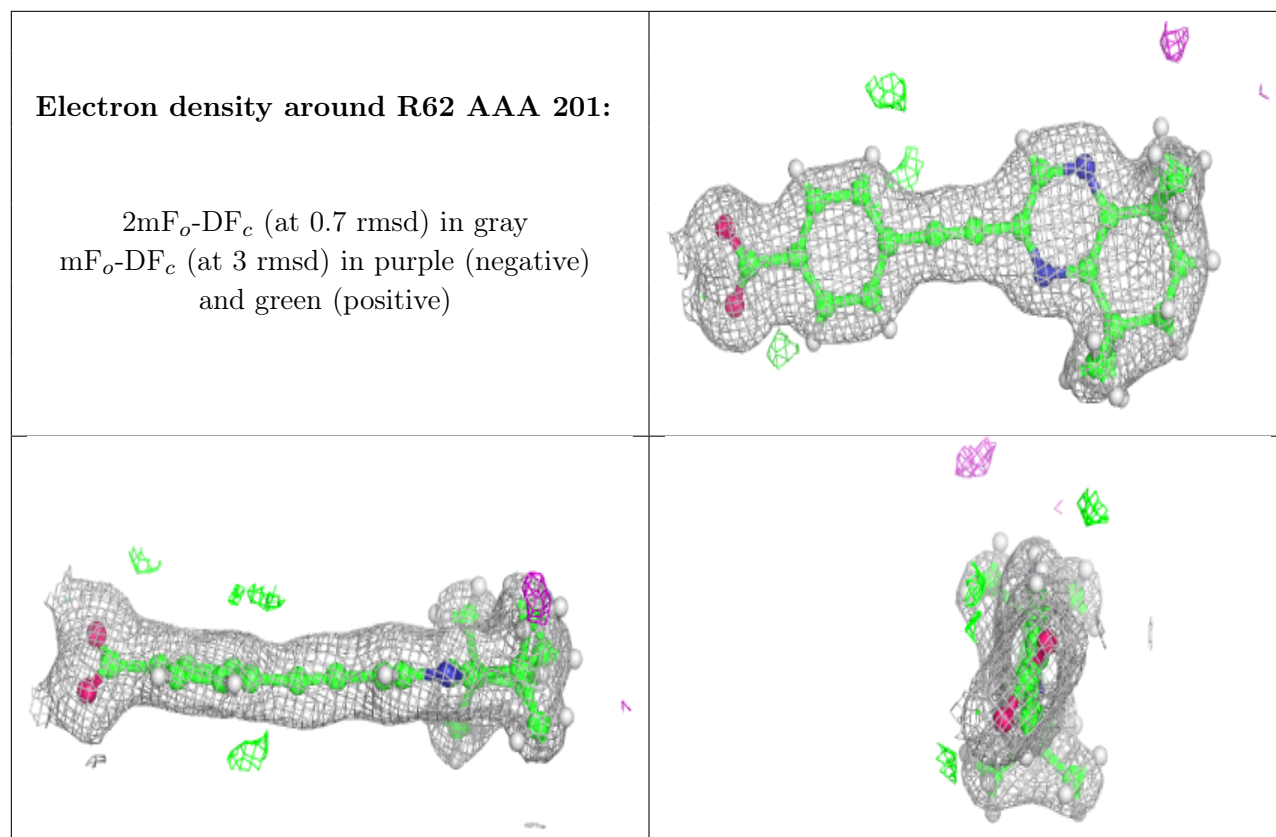 Electron density around R62 AAA 201:
2mFo-DFc (at 0.7 rmsd) in gray
mFo-DFc (at 3 rmsd) in purple (negative)
and green (positive)